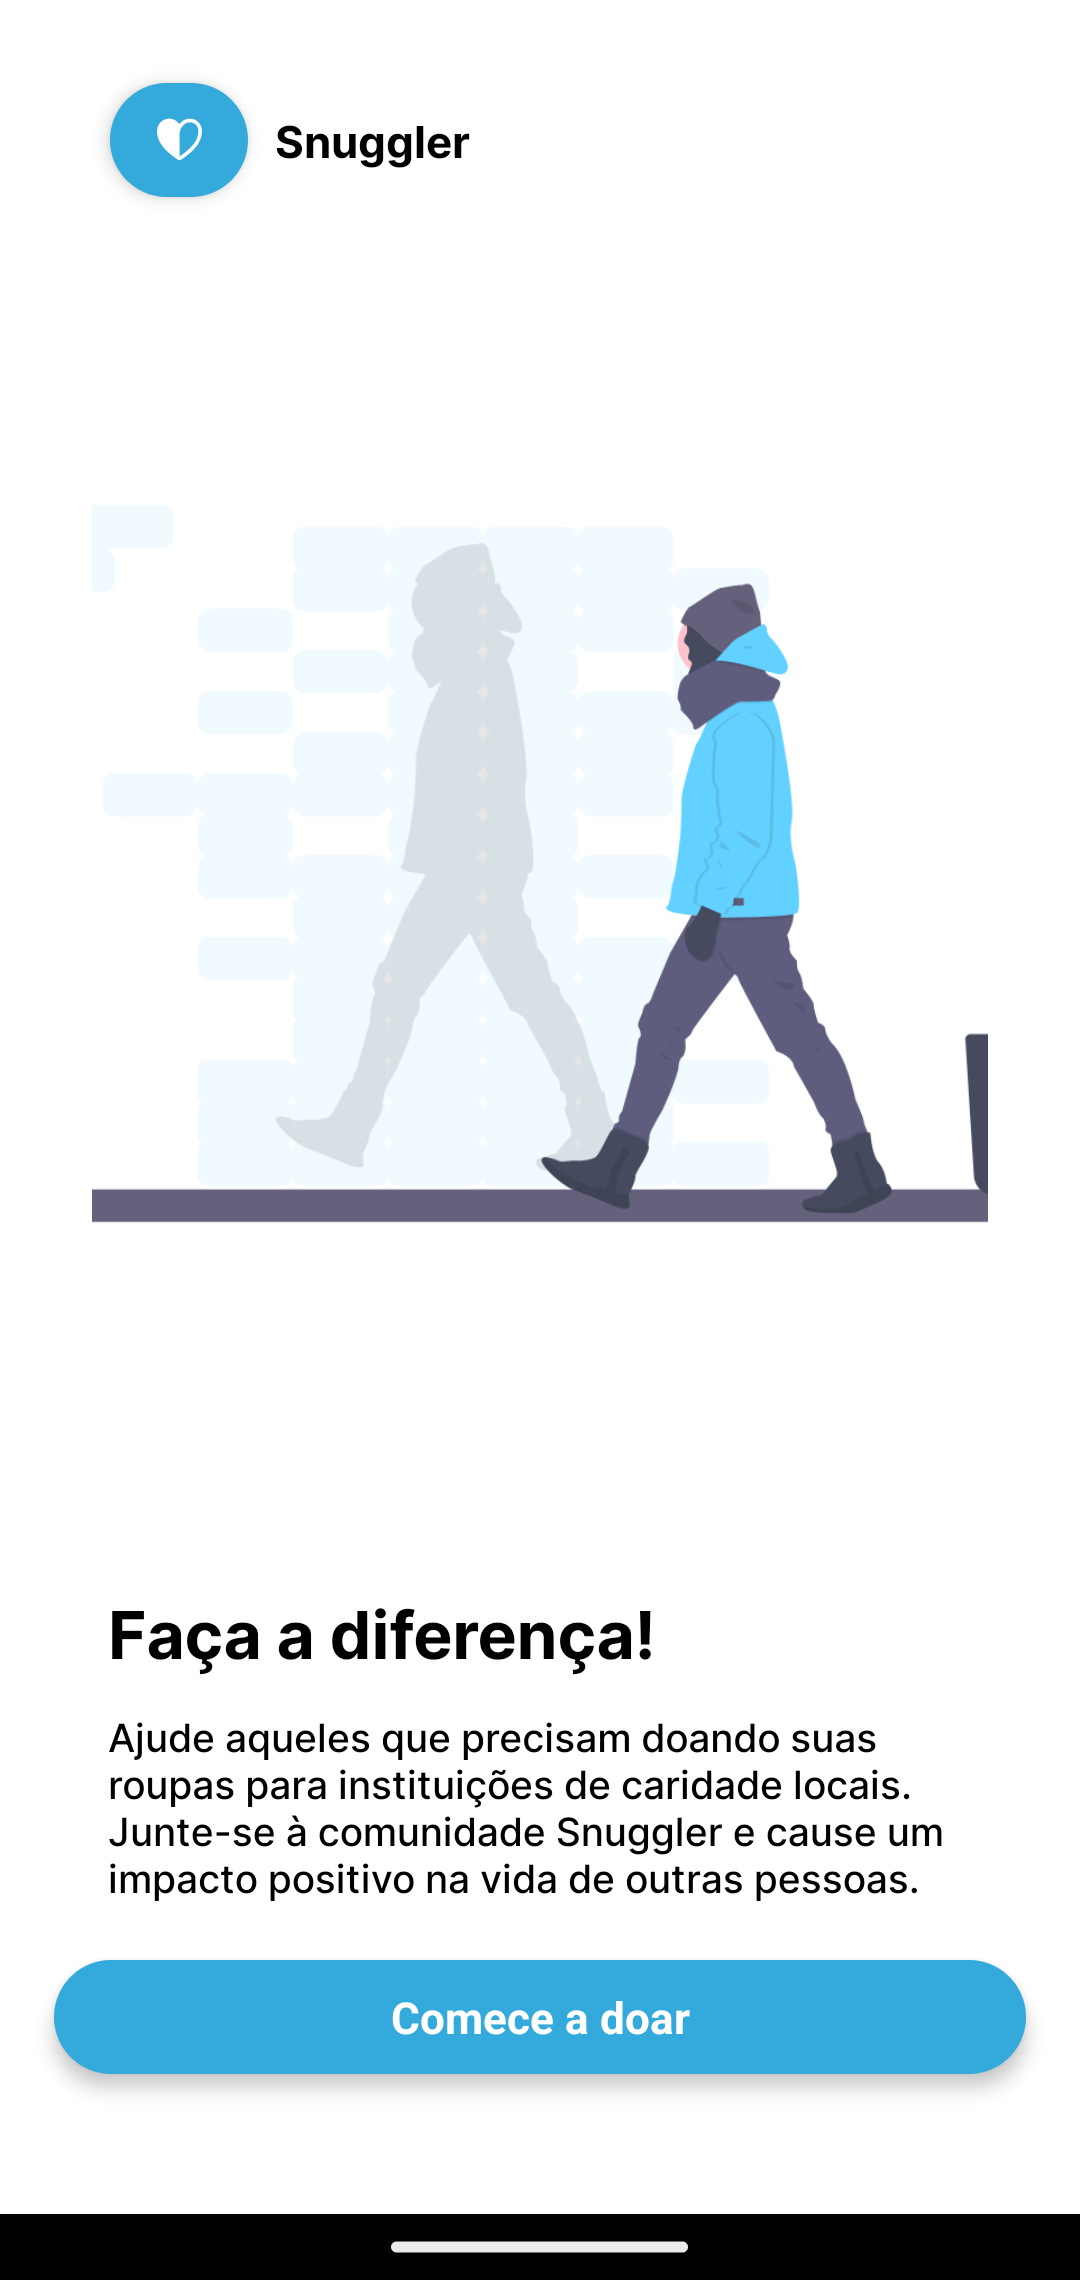 Snuggler
Faça a diferença!
Ajude aqueles que precisam doando suas
roupas para instituições de caridade locais.
Junte-se à comunidade Snuggler e cause um
impacto positivo na vida de outras pessoas.
Comece a doar